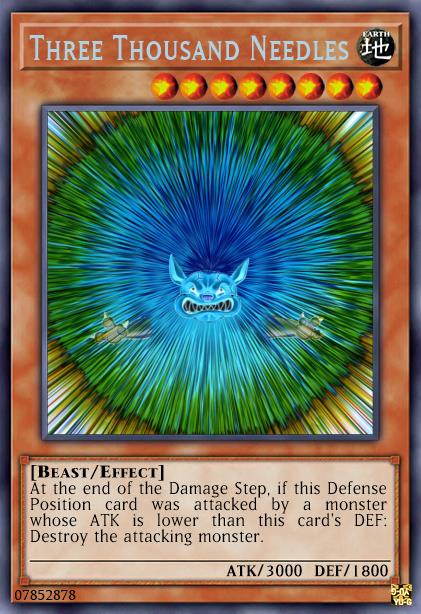 Three Thousand Needles
EARTH
地
[Beast/Effect]
At the end of the Damage Step, if this Defense
Position card was attacked by a monster
whose ATK is lower than this card's DEF:
Destroy the attacking monster.
ATK/3000 DEF/1800
07852878